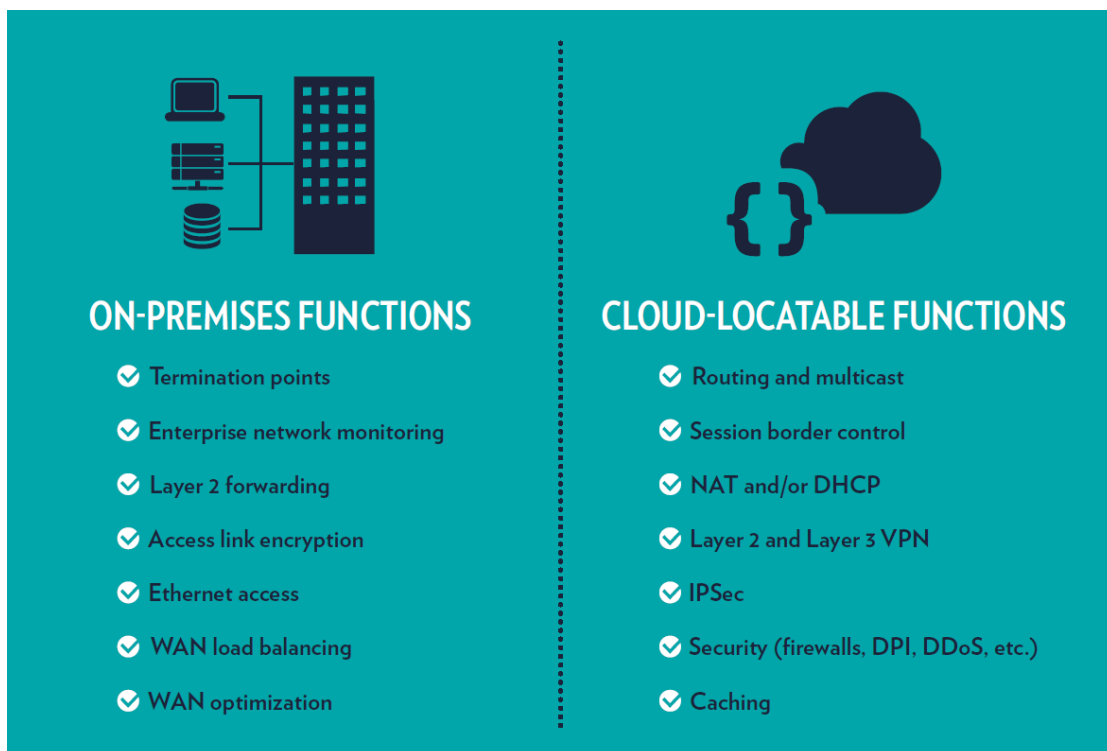 ON-PREMISES FUNCTIONS
Termination points
Enterprise network monitoring
Layer 2 forwarding
Access link encryption
Ethernet access
WAN load balancing
WAN optimization
CLOUD-LOCATABLE FUNCTIONS
Routing and multicast
Session border control
NAT and/or DHCP
Layer 2 and Layer 3 VPN
IPSec
Security (firewalls, DPI, DDoS, etc.)
Caching